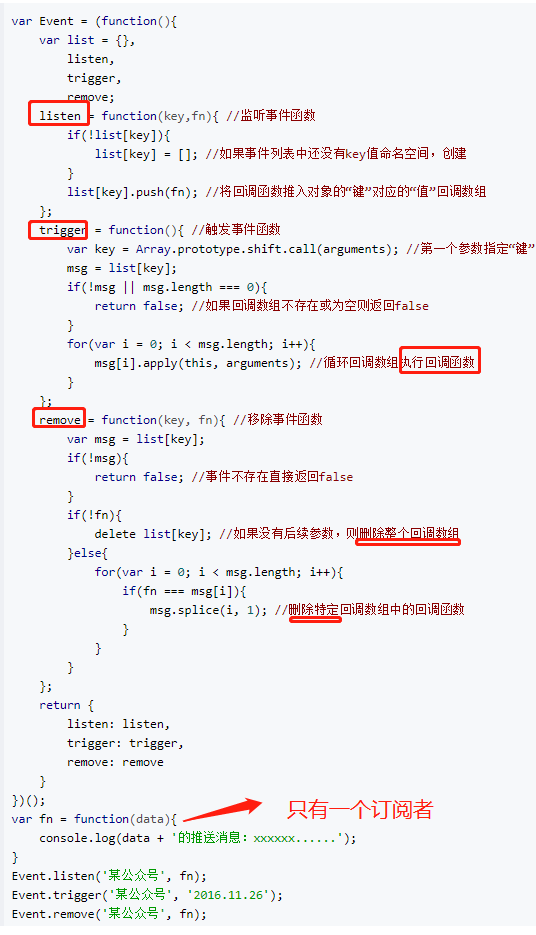 var Event = (function(){
    var list = {},
        listen,
        trigger,
        remove;
    listen = function(key,fn){ //监听事件函数
        if(!list[key]){
            list[key] = []; //如果事件列表中还没有key值命名空间，创建
        }
        list[key].push(fn); //将回调函数推入对象的“键”对应的“值”回调数组
    };
    trigger = function(){ //触发事件函数
        var key = Array.prototype.shift.call(arguments); //第一个参数指定“键”
        msg = list[key];
        if(!msg || msg.length === 0){
            return false; //如果回调数组不存在或为空则返回false
        }
        for(var i = 0; i < msg.length; i++){
            msg[i].apply(this, arguments); //循环回调数组执行回调函数
        }
    };
    remove = function(key, fn){ //移除事件函数
        var msg = list[key];
        if(!msg){
            return false; //事件不存在直接返回false
        }
        if(!fn){
            delete list[key]; //如果没有后续参数，则删除整个回调数组
        }else{
            for(var i = 0; i < msg.length; i++){
                if(fn === msg[i]){
                    msg.splice(i, 1); //删除特定回调数组中的回调函数
                }
            }
        }
    };
    return {
        listen: listen,
        trigger: trigger,
        remove: remove
    }
})();
只有一个订阅者
var fn = function(data){
    console.log(data + '的推送消息：xxxxxx......');
}
Event.listen('某公众号', fn);
Event.trigger('某公众号', '2016.11.26');
Event.remove('某公众号', fn);